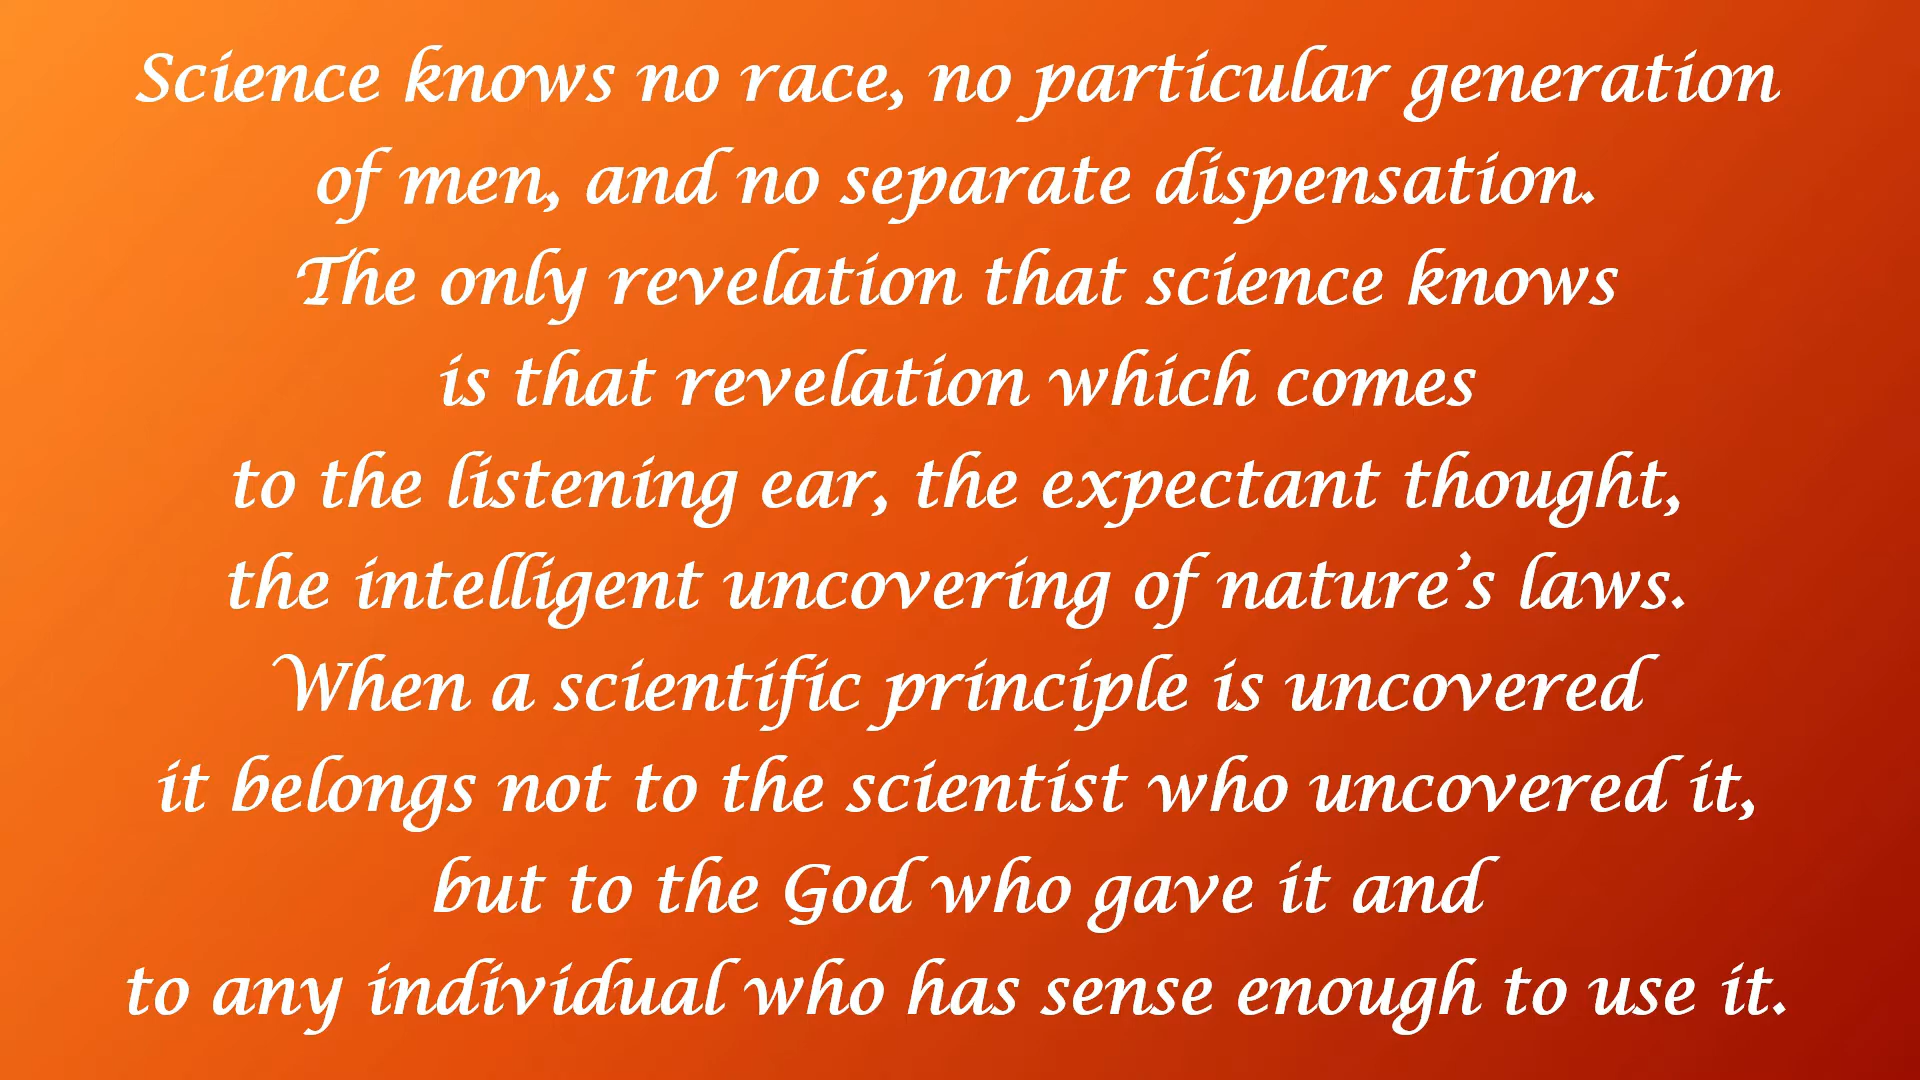 Science knows no race, no particular generation
of men, and no separate dispensation.
The only revelation that science knows
is that revelation which comes
to the listening ear, the expectant thought,
the intelligent uncovering of nature’s laws.
When a scientific principle is uncovered
it belongs not to the scientist who uncovered it,
but to the God who gave it and
to any individual who has sense enough to use it.